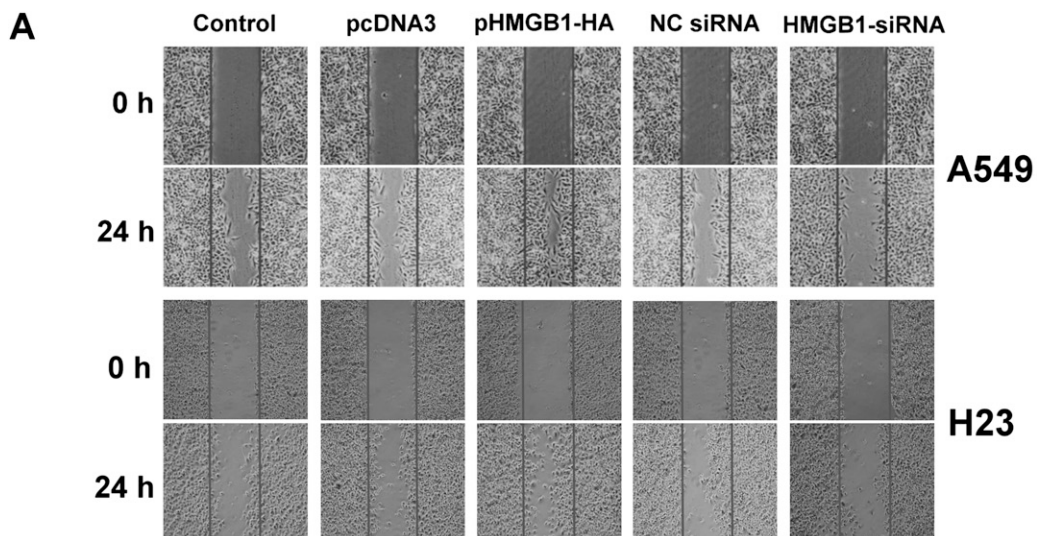 A
Control pcDNA3 pHMGB1-HA NC siRNA HMGB1-siRNA
0 h
A549
24 h
0 h
H23
24 h